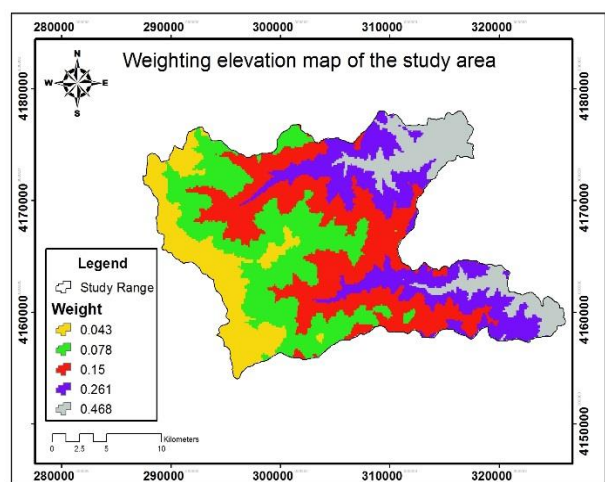 280000 290000 300000 310000 320000
Weighting elevation map of the study area
N
W E
S
4180000 4180000
4170000 4170000
4160000 4160000
4150000 4150000
Legend
Study Range
Weight
0.043
0.078
0.15
0.261
0.468
0 2.5 5 10
Kilometers
280000 290000 300000 310000 320000